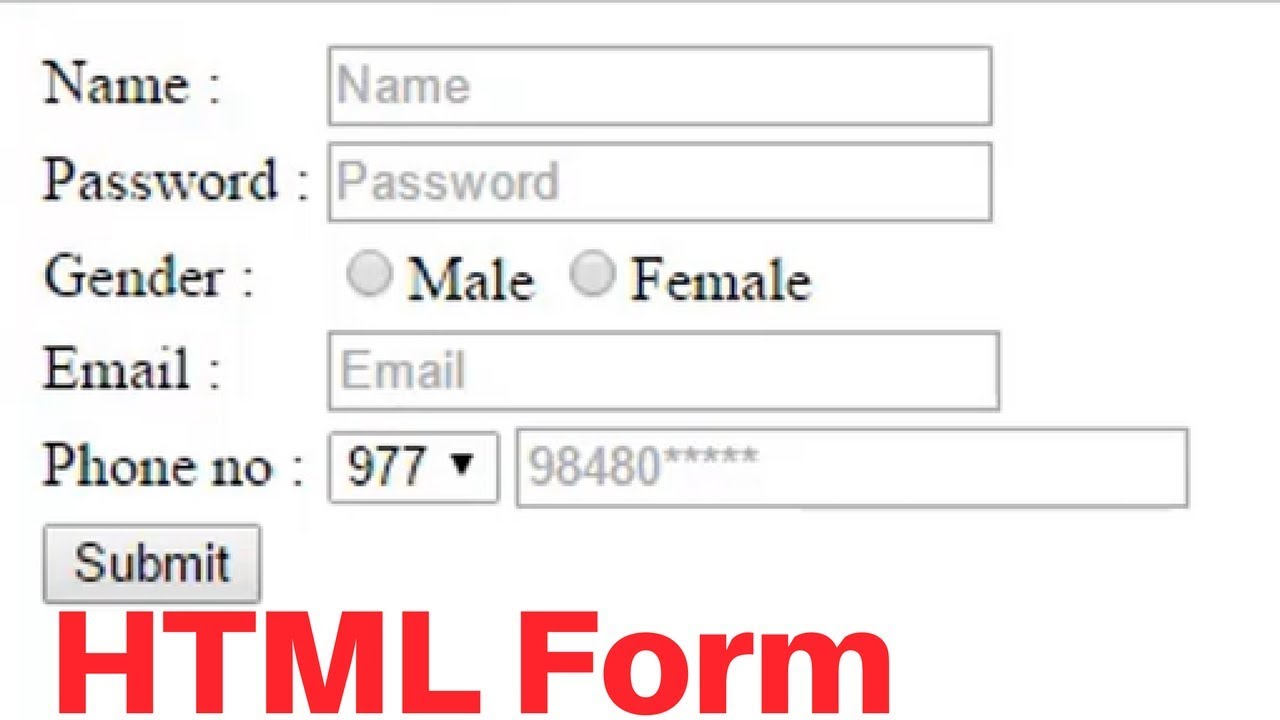 Name : Name
Password : Password
Gender : Male Female
Email : Email
Phone no : 977 ▼ 98480*****
Submit
HTML Form